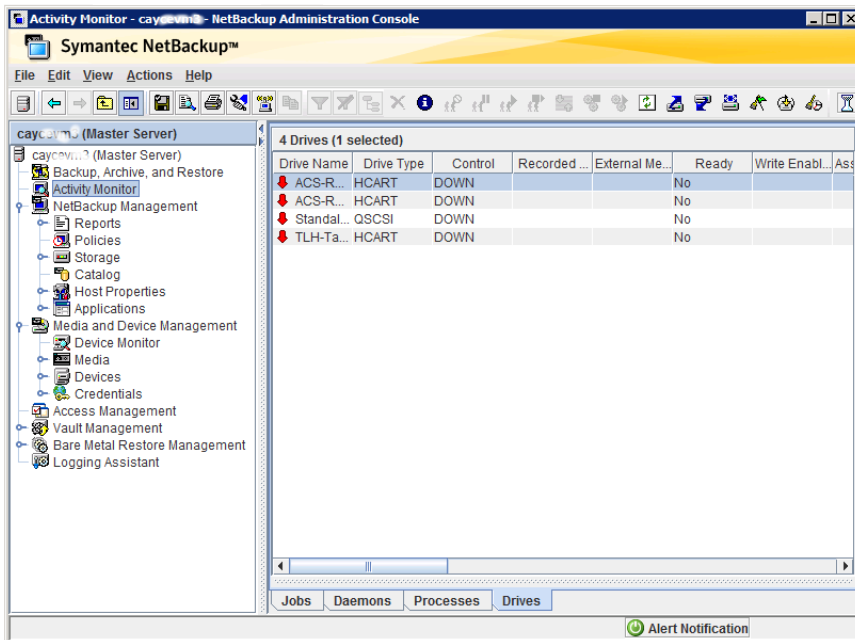 Activity Monitor - - NetBackup Administration Console
Symantec NetBackup™
File Edit View Actions Help
(Master Server)
4 Drives (1 selected)
(Master Server)
Backup, Archive, and Restore
Activity Monitor
NetBackup Management
Reports
Policies
Storage
Catalog
Host Properties
Applications
Media and Device Management
Device Monitor
Media
Devices
Credentials
Access Management
Vault Management
Bare Metal Restore Management
Logging Assistant
Drive Name Drive Type Control Recorded ... External Me... Ready Write Enabl... Ass
ACS-R... HCART DOWN No
ACS-R... HCART DOWN No
Standal... QSCSI DOWN No
TLH-Ta... HCART DOWN No
Jobs Daemons Processes Drives
Alert Notification